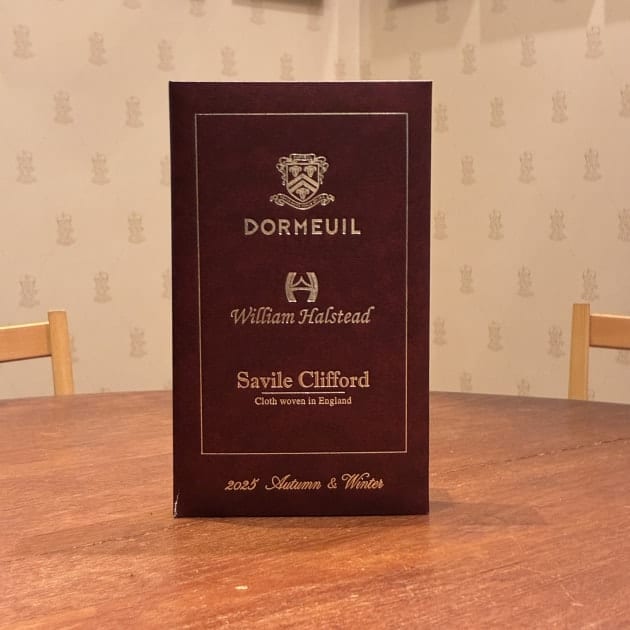 DORMEUIL
William Halstead
Savile Clifford
Cloth woven in England
2025 Autumn & Winter